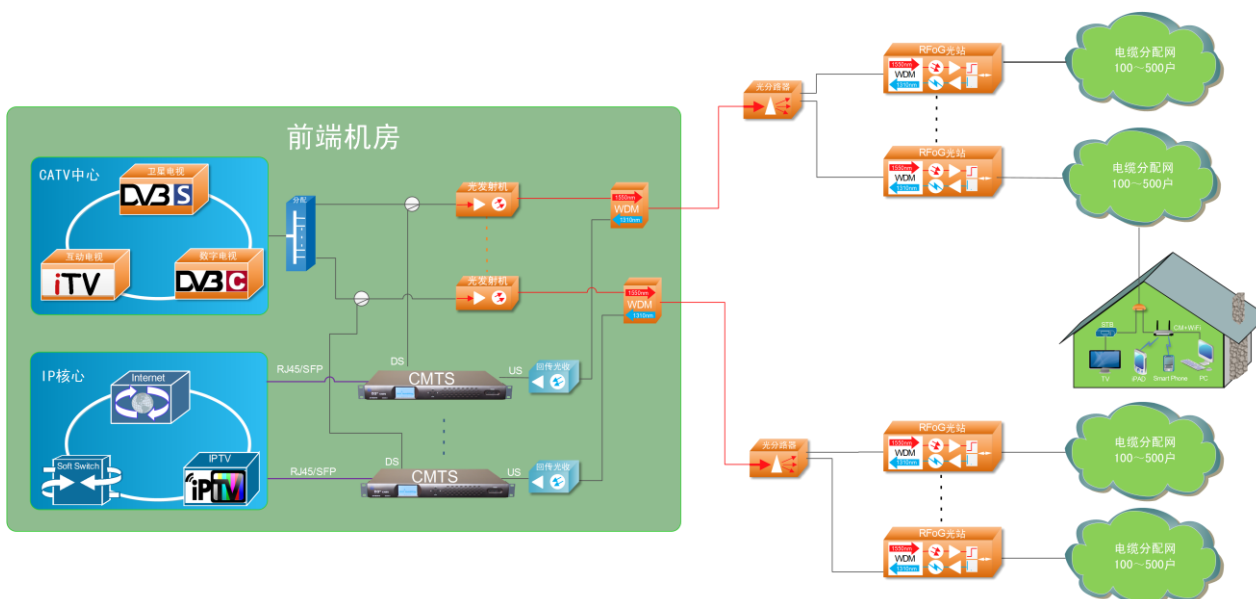 前端机房
CATV中心
卫星电视
DVB S
互动电视
iTV
数字电视
DVB C
分配
光发射机
光发射机
1550nm
WDM
1310nm
1550nm
WDM
1310nm
IP核心
Internet
Soft Switch
IPTV
iPTV
RJ45/SFP
DS
CMTS
US
回传光收
RJ45/SFP
DS
CMTS
US
回传光收
光分路器
RFoG光站
1550nm
WDM
1310nm
电缆分配网
100～500户
RFoG光站
1550nm
WDM
1310nm
电缆分配网
100～500户
STB
CM+WiFi
TV
iPAD
Smart Phone
PC
光分路器
RFoG光站
1550nm
WDM
1310nm
电缆分配网
100～500户
RFoG光站
1550nm
WDM
1310nm
电缆分配网
100～500户